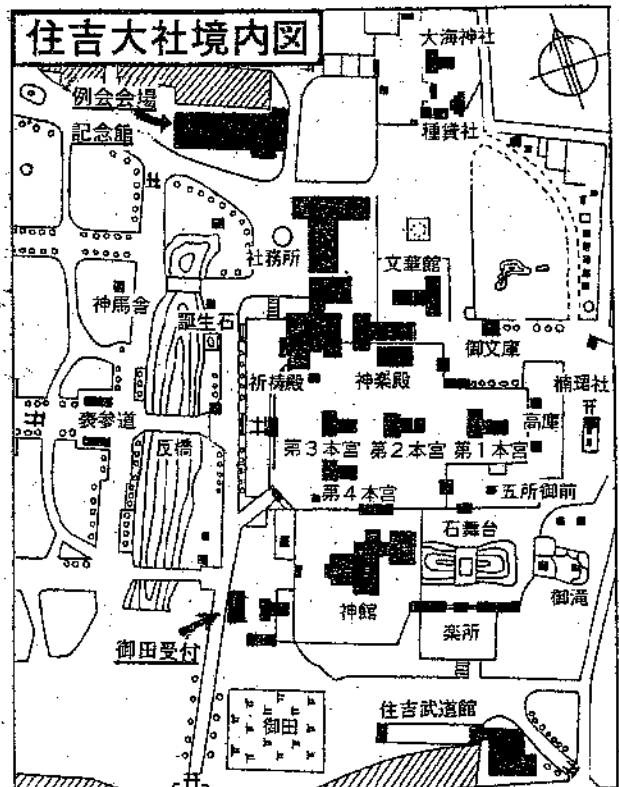 住吉大社境内図
大海神社
例会会場
記念館
種貸社
社務所
文華館
神馬舎
誕生石
御文庫
祈祷殿
神楽殿
楠珺社
表参道
反橋
高庫
第3本宮
第2本宮
第1本宮
第4本宮
五所御前
石舞台
神館
御滝
楽所
御田受付
御田
住吉武道館